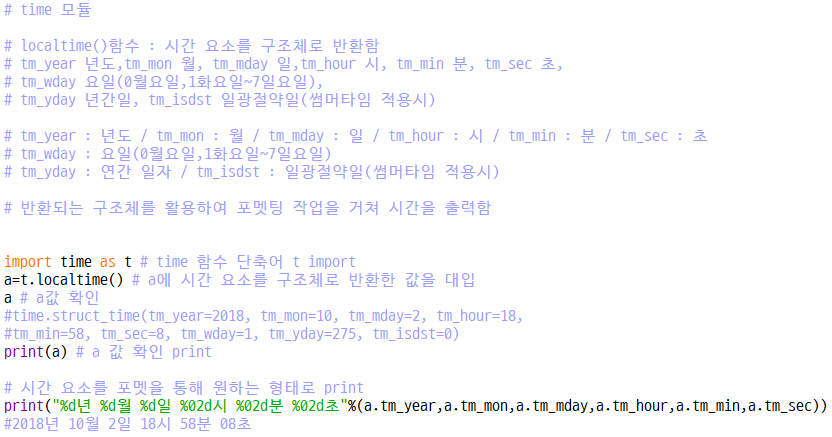 # time 모듈
# localtime()함수 : 시간 요소를 구조체로 반환함
# tm_year 년도,tm_mon 월, tm_mday 일,tm_hour 시, tm_min 분, tm_sec 초,
# tm_wday 요일(0월요일,1화요일~7일요일),
# tm_yday 년간일, tm_isdst 일광절약일(썸머타임 적용시)
# tm_year : 년도 / tm_mon : 월 / tm_mday : 일 / tm_hour : 시 / tm_min : 분 / tm_sec : 초
# tm_wday : 요일(0월요일,1화요일~7일요일)
# tm_yday : 연간 일자 / tm_isdst : 일광절약일(썸머타임 적용시)
# 반환되는 구조체를 활용하여 포멧팅 작업을 거쳐 시간을 출력함
import time as t # time 함수 단축어 t import
a=t.localtime() # a에 시간 요소를 구조체로 반환한 값을 대입
a # a값 확인
#time.struct_time(tm_year=2018, tm_mon=10, tm_mday=2, tm_hour=18,
#tm_min=58, tm_sec=8, tm_wday=1, tm_yday=275, tm_isdst=0)
print(a) # a 값 확인 print
# 시간 요소를 포멧을 통해 원하는 형태로 print
print("%d년 %d월 %d일 %02d시 %02d분 %02d초"%(a.tm_year,a.tm_mon,a.tm_mday,a.tm_hour,a.tm_min,a.tm_sec))
#2018년 10월 2일 18시 58분 08초